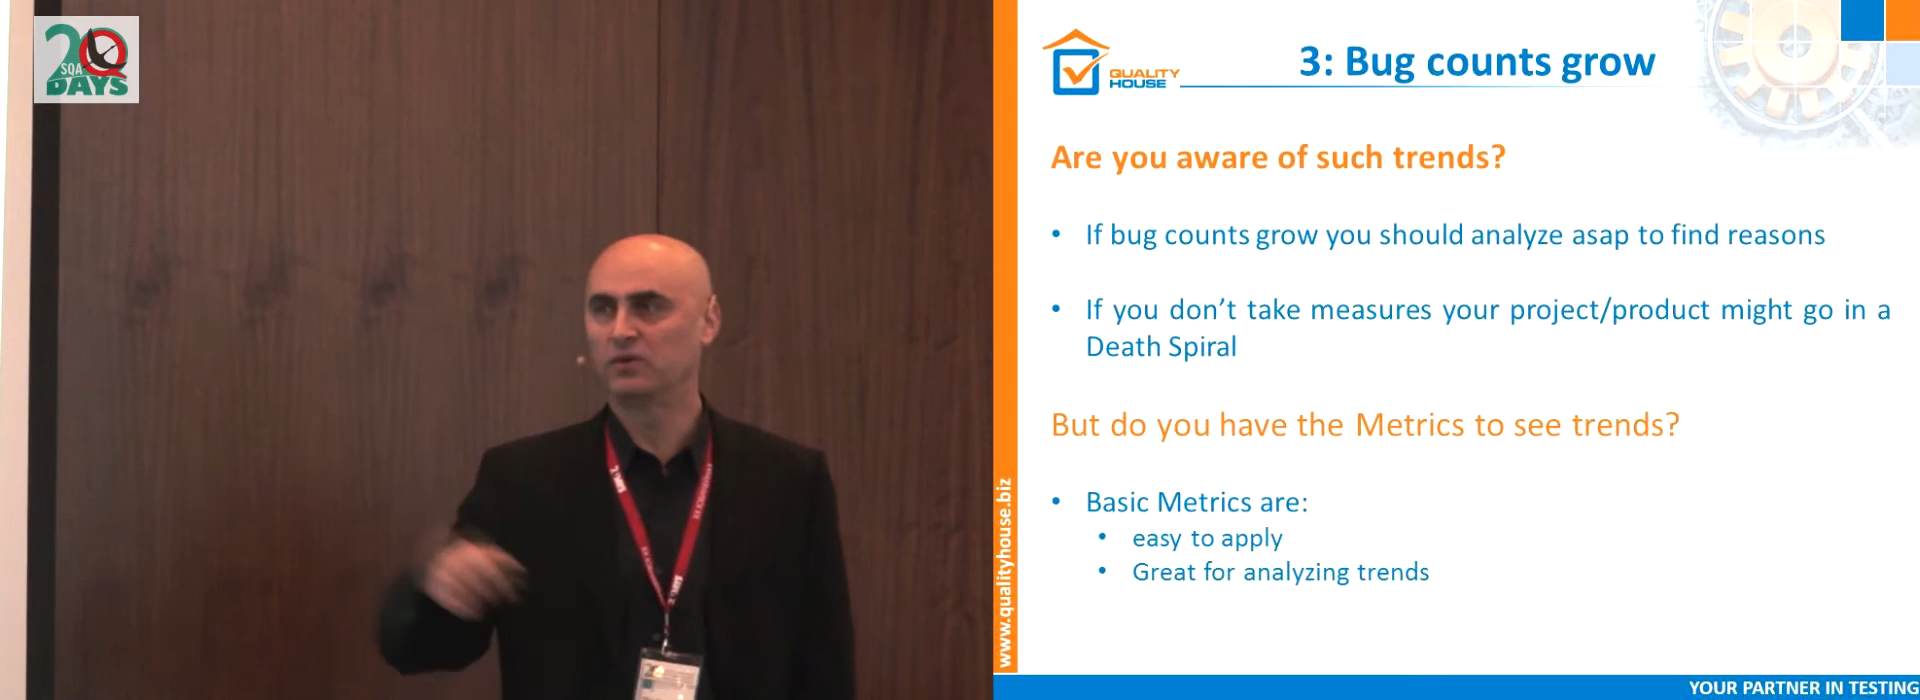 20
SQA
DAYS
QUALITY
HOUSE
3: Bug counts grow
Are you aware of such trends?
• If bug counts grow you should analyze asap to find reasons
• If you don’t take measures your project/product might go in a
Death Spiral
But do you have the Metrics to see trends?
• Basic Metrics are:
• easy to apply
• Great for analyzing trends
www.qualityhouse.biz
YOUR PARTNER IN TESTING